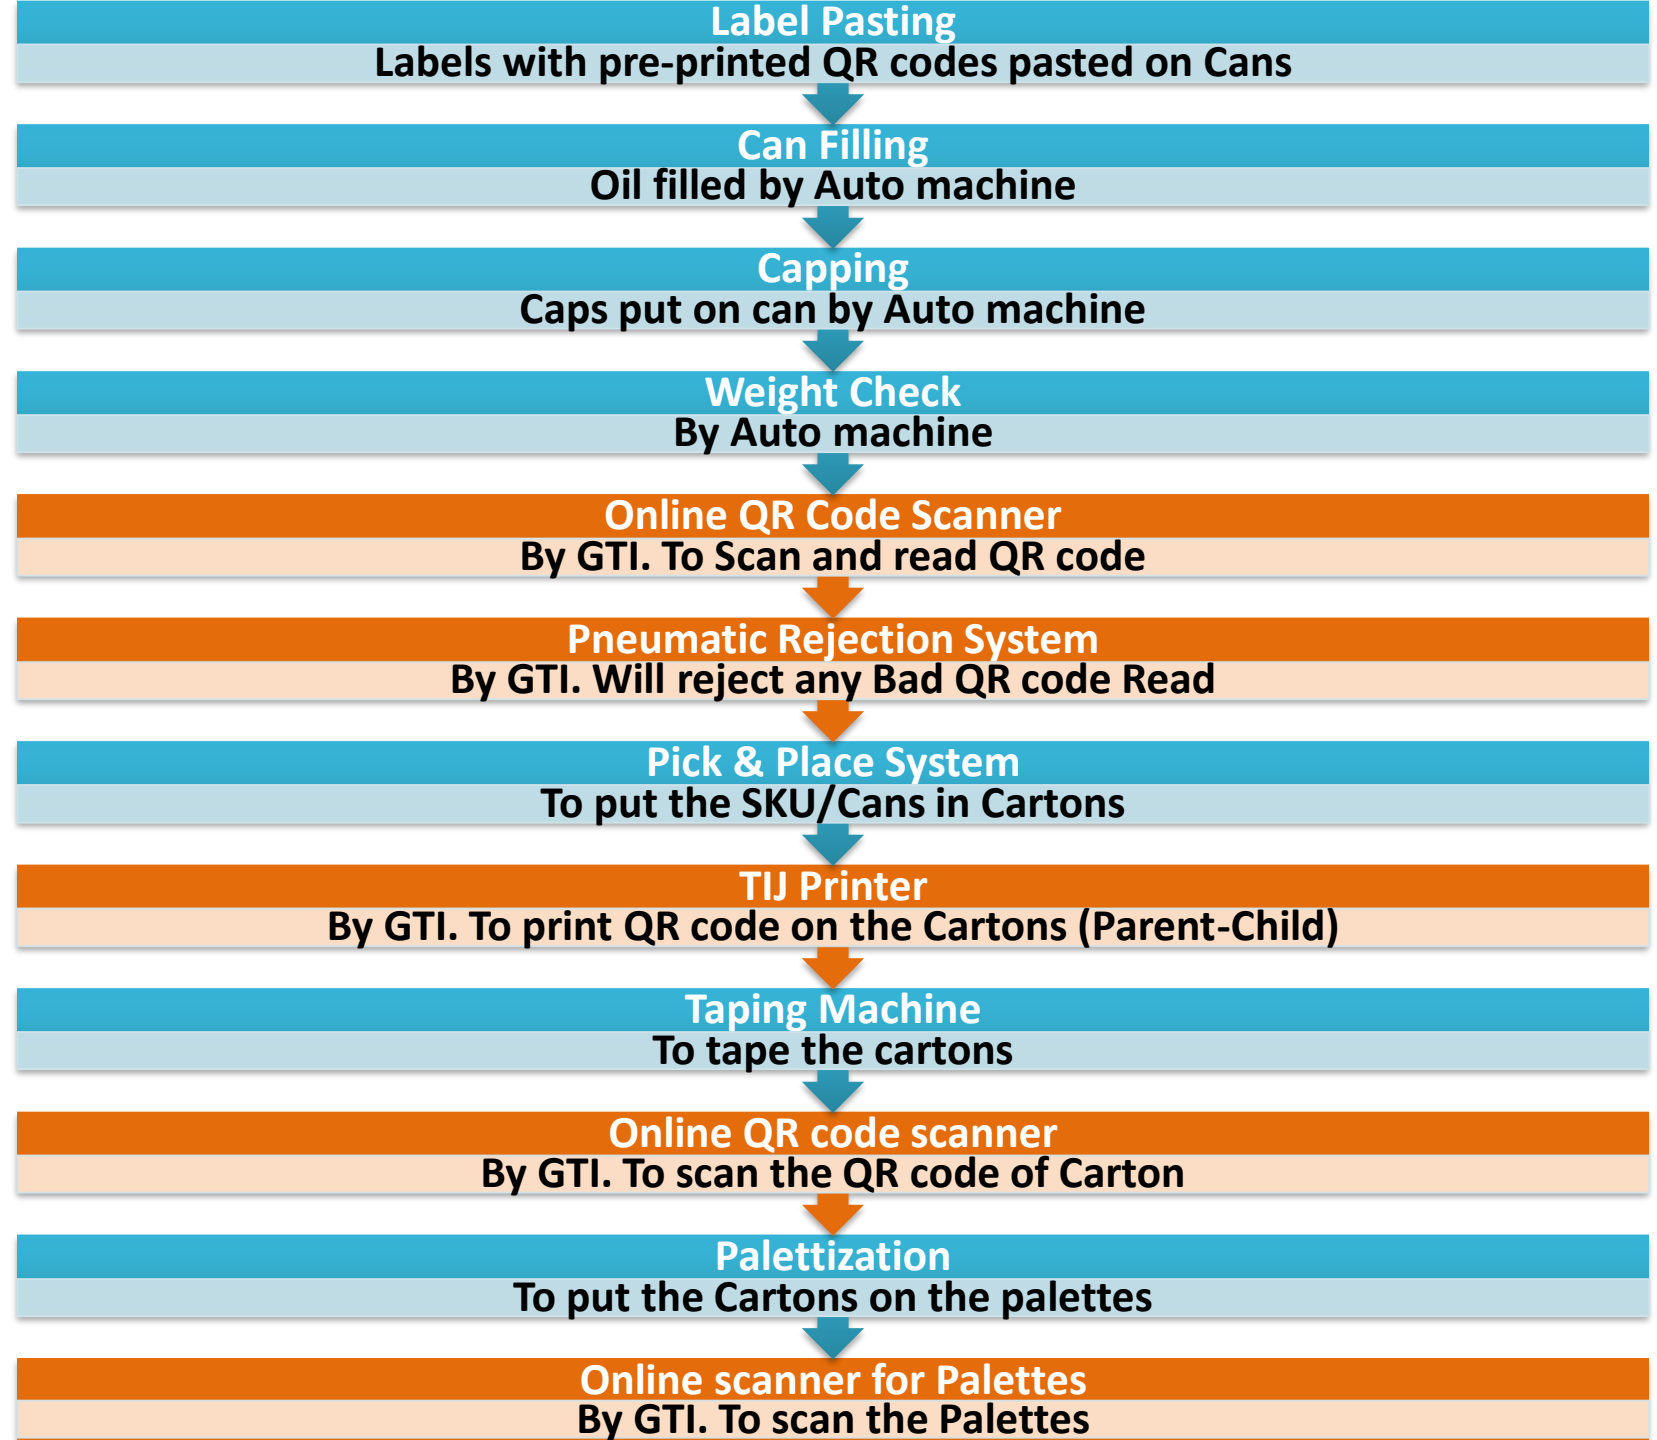 Label Pasting
Labels with pre-printed QR codes pasted on Cans
Can Filling
Oil filled by Auto machine
Capping
Caps put on can by Auto machine
Weight Check
By Auto machine
Online QR Code Scanner
By GTI. To Scan and read QR code
Pneumatic Rejection System
By GTI. Will reject any Bad QR code Read
Pick & Place System
To put the SKU/Cans in Cartons
TIJ Printer
By GTI. To print QR code on the Cartons (Parent-Child)
Taping Machine
To tape the cartons
Online QR code scanner
By GTI. To scan the QR code of Carton
Palettization
To put the Cartons on the palettes
Online scanner for Palettes
By GTI. To scan the Palettes